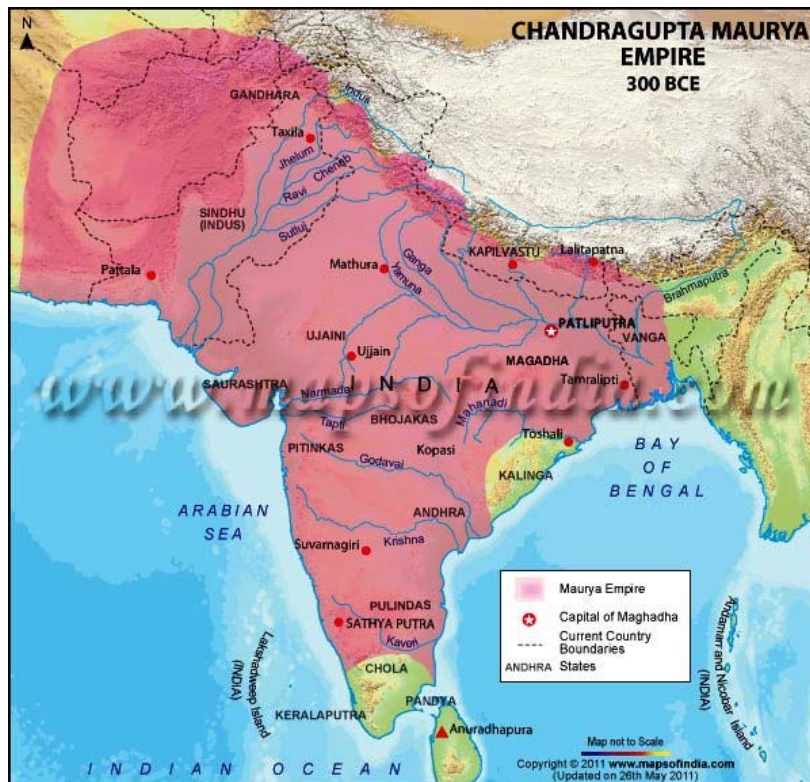 N
CHANDRAGUPTA MAURYA
EMPIRE
300 BCE
GANDHARA
Indus
Taxila
Jhelum
Chenab
Ravi
SINDHU
(INDUS)
Sutluj
Pattala
Mathura
Ganga
Yamuna
KAPILVASTU
Lalitapatna
Brahmaputra
PATLIPUTRA
VANGA
UJAINI
Ujjain
MAGADHA
SAURASHTRA
Tamralipti
www.mapsofindia.com
Narmada
I N D I A
Tapti
BHOJAKAS
Mahanadi
PITINKAS
Kopasi
Toshali
Godavai
KALINGA
BAY
OF
BENGAL
ARABIAN
SEA
ANDHRA
Suvarnagiri
Krishna
PULINDAS
SATHYA PUTRA
Kaveri
CHOLA
Lakshadweep Island
(INDIA)
KERALAPUTRA
PANDYA
Anuradhapura
INDIAN OCEAN
Maurya Empire
Capital of Maghadha
Current Country
Boundaries
ANDHRA States
Andamarr and Nicobar Island
(INDIA)
Map not to Scale
Copyright © 2011 www.mapsofindia.com
(Updated on 26th May 2011)